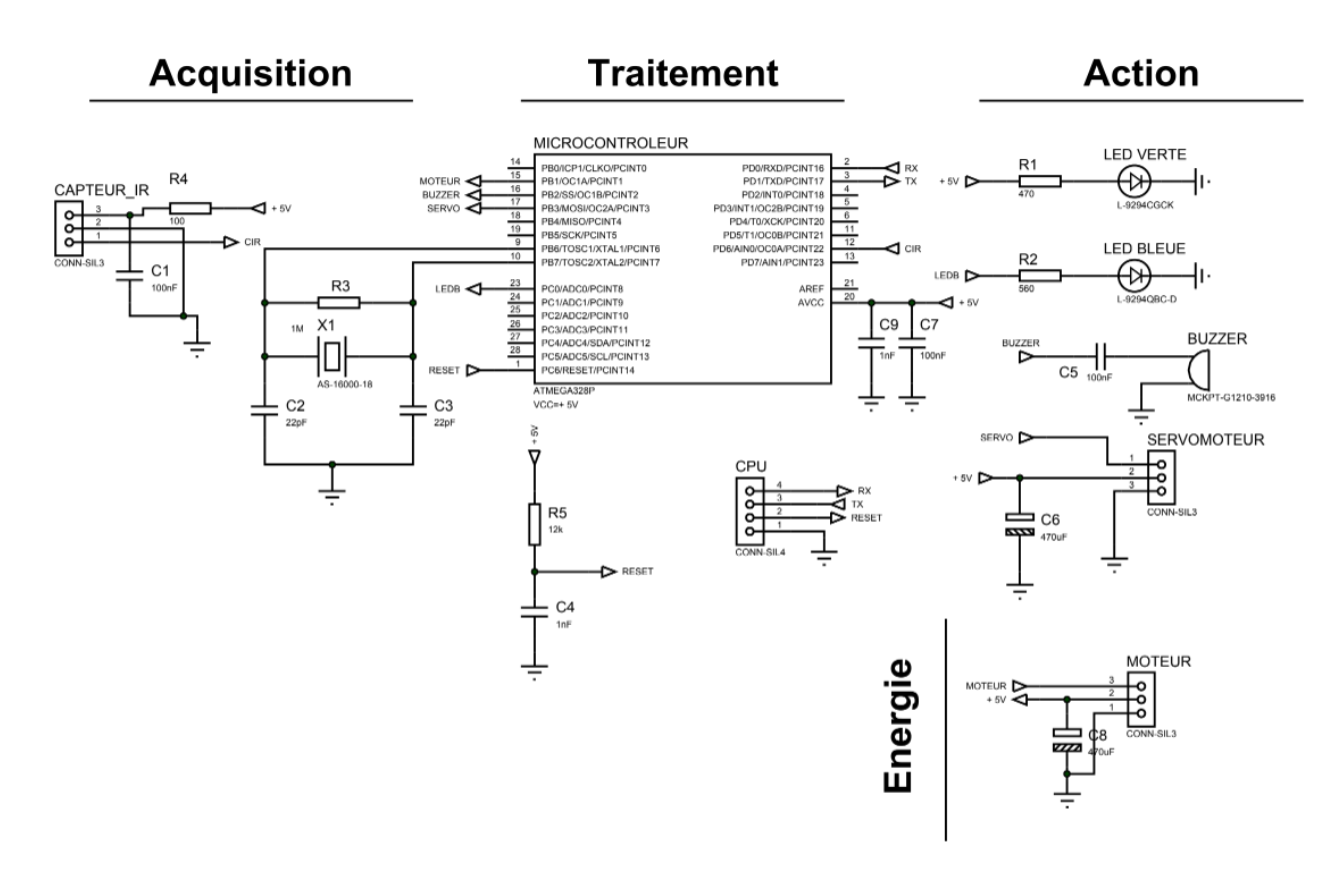 Acquisition
Traitement
Action
CAPTEUR_IR
3
2
1
CONN-SIL3
R4
100
+ 5V
CIR
C1
100nF
R3
1M
X1
AS-16000-18
C2
22pF
C3
22pF
MICROCONTROLEUR
14 PB0/ICP1/CLKO/PCINT0
MOTEUR 15 PB1/OC1A/PCINT1
BUZZER 16 PB2/SS/OC1B/PCINT2
SERVO 17 PB3/MOSI/OC2A/PCINT3
18 PB4/MISO/PCINT4
19 PB5/SCK/PCINT5
9 PB6/TOSC1/XTAL1/PCINT6
10 PB7/TOSC2/XTAL2/PCINT7
LEDB 23 PC0/ADC0/PCINT8
24 PC1/ADC1/PCINT9
25 PC2/ADC2/PCINT10
26 PC3/ADC3/PCINT11
27 PC4/ADC4/SDA/PCINT12
28 PC5/ADC5/SCL/PCINT13
RESET 1 PC6/RESET/PCINT14
PD0/RXD/PCINT16 2 RX
PD1/TXD/PCINT17 3 TX
PD2/INT0/PCINT18 4
PD3/INT1/OC2B/PCINT19 5
PD4/T0/XCK/PCINT20 6
PD5/T1/OC0B/PCINT21 11
PD6/AIN0/OC0A/PCINT22 12 CIR
PD7/AIN1/PCINT23 13
AREF 21
AVCC 20 + 5V
ATMEGA328P
VCC=+ 5V
C9
1nF
C7
100nF
+ 5V
R5
12k
RESET
C4
1nF
CPU
4 RX
3 TX
2 RESET
1
CONN-SIL4
LED VERTE
+ 5V
R1
470
L-9294CGCK
LED BLEUE
LEDB
R2
560
L-9294QBC-D
BUZZER
BUZZER
C5
100nF
MCKPT-G1210-3916
SERVO
SERVOMOTEUR
1
+ 5V
2
3
CONN-SIL3
C6
470uF
Energie
MOTEUR
MOTEUR 3
+ 5V 2
1
CONN-SIL3
C8
470uF